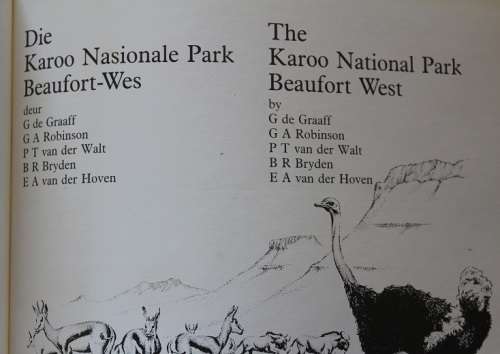 Die
Karoo Nasionale Park
Beaufort-Wes
deur
G de Graaff
G A Robinson
P T van der Walt
B R Bryden
E A van der Hoven
The
Karoo National Park
Beaufort West
by
G de Graaff
G A Robinson
P T van der Walt
B R Bryden
E A van der Hoven